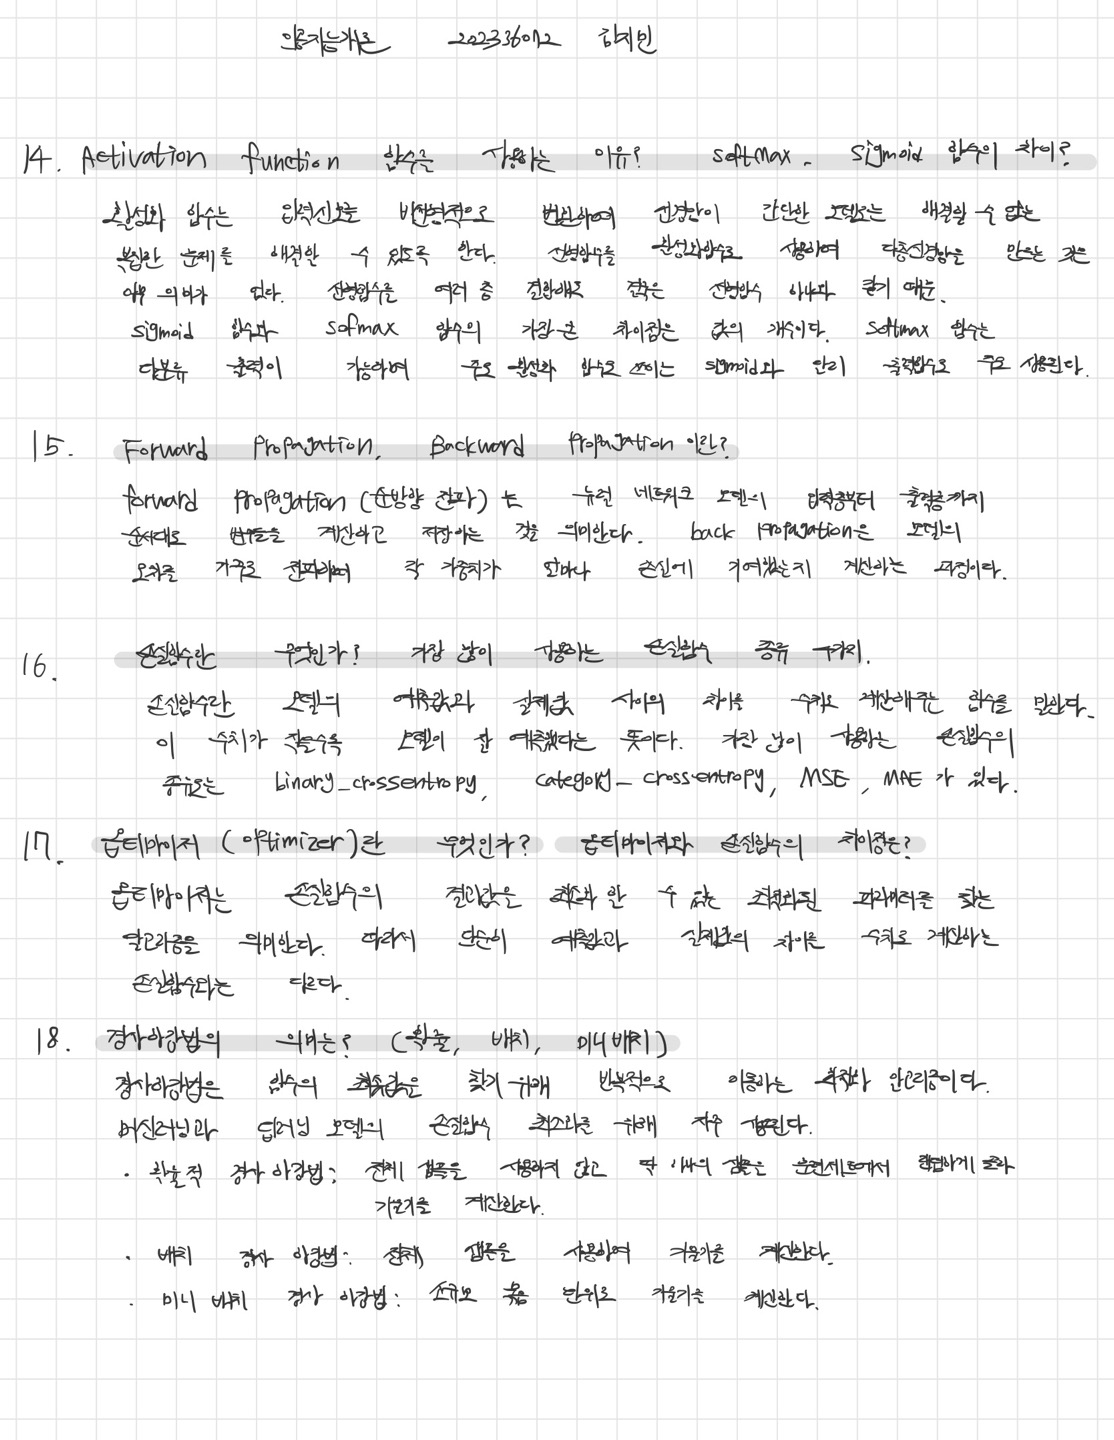 의공지능개론 202336012 김지민
14. Activation function 함수를 사용하는 이유? softmax, sigmoid 함수의 차이?
활성화 함수는 입력신호를 비선형적으로 변환하여 신경망이 간단한 모델로는 해결할 수 없는
복잡한 문제를 해결할 수 있도록 한다. 선형함수를 활성화함수로 사용하여 다층신경망을 만드는 것은
아무 의미가 없다. 선형함수를 여러 층 결합해도 결국은 선형함수 하나와 같기 때문.
sigmoid 함수와 sofmax 함수의 가장 큰 차이점은 값의 개수이다. softmax 함수는
다분류 출력이 가능하며 주로 활성화 함수로 쓰이는 sigmoid와 달리 출력함수로 주로 사용된다.
15. Forward Propagation, Backward Propagation 이란?
forward propagation (순방향 전파) 는 뉴럴 네트워크 모델의 입력층부터 출력층까지
순서대로 변수들을 계산하고 저장하는 것을 의미한다. back propagation은 모델의
오차를 거꾸로 전파하며 각 가중치가 얼마나 손실에 기여했는지 계산하는 과정이다.
16. 손실함수란 무엇인가? 가장 많이 사용하는 손실함수 종류 수가지.
손실함수란 모델의 예측값과 실제값 사이의 차이를 수치로 계산해주는 함수를 말한다.
이 수치가 작을수록 모델이 잘 예측했다는 뜻이다. 가장 많이 사용하는 손실함수의
종류로는 binary_crossentropy, category_crossentropy, MSE, MAE 가 있다.
17. 옵티마이저 (optimizer)란 무엇인가? 옵티마이저와 손실함수의 차이점은?
옵티마이저는 손실함수의 결과값을 최소화 할 수 있는 최적화된 파라미터를 찾는
알고리즘을 의미한다. 따라서 단순히 예측값과 실제값의 차이를 수치로 계산하는
손실함수와는 다르다.
18. 경사하강법의 의미는? (확률, 배치, 미니배치)
경사하강법은 함수의 최솟값을 찾기 위해 반복적으로 이동하는 최적화 알고리즘이다.
머신러닝과 딥러닝 모델의 손실함수 최소화를 위해 자주 사용된다.
· 확률적 경사 하강법: 전체 샘플을 사용하지 않고 딱 하나의 샘플을 훈련세트에서 랜덤하게 골라
기울기를 계산한다.
· 배치 경사 하강법: 전체 샘플을 사용하여 기울기를 계산한다.
· 미니 배치 경사 하강법: 소규모 묶음 단위로 기울기를 계산한다.